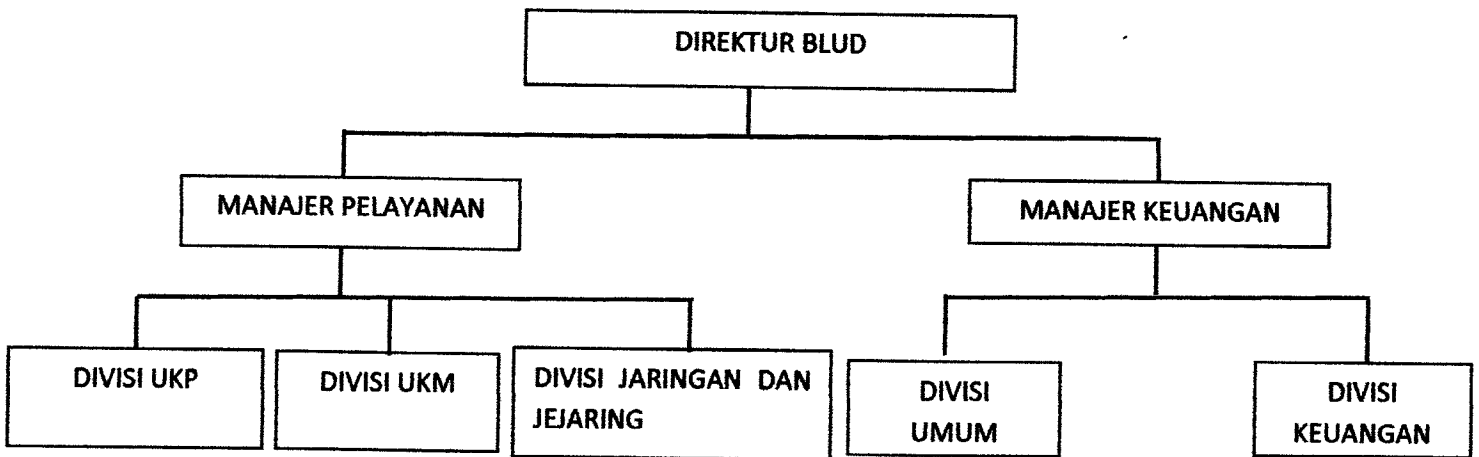 DIREKTUR BLUD
MANAJER PELAYANAN
MANAJER KEUANGAN
DIVISI UKP
DIVISI UKM
DIVISI JARINGAN DAN
JEJARING
DIVISI
UMUM
DIVISI
KEUANGAN